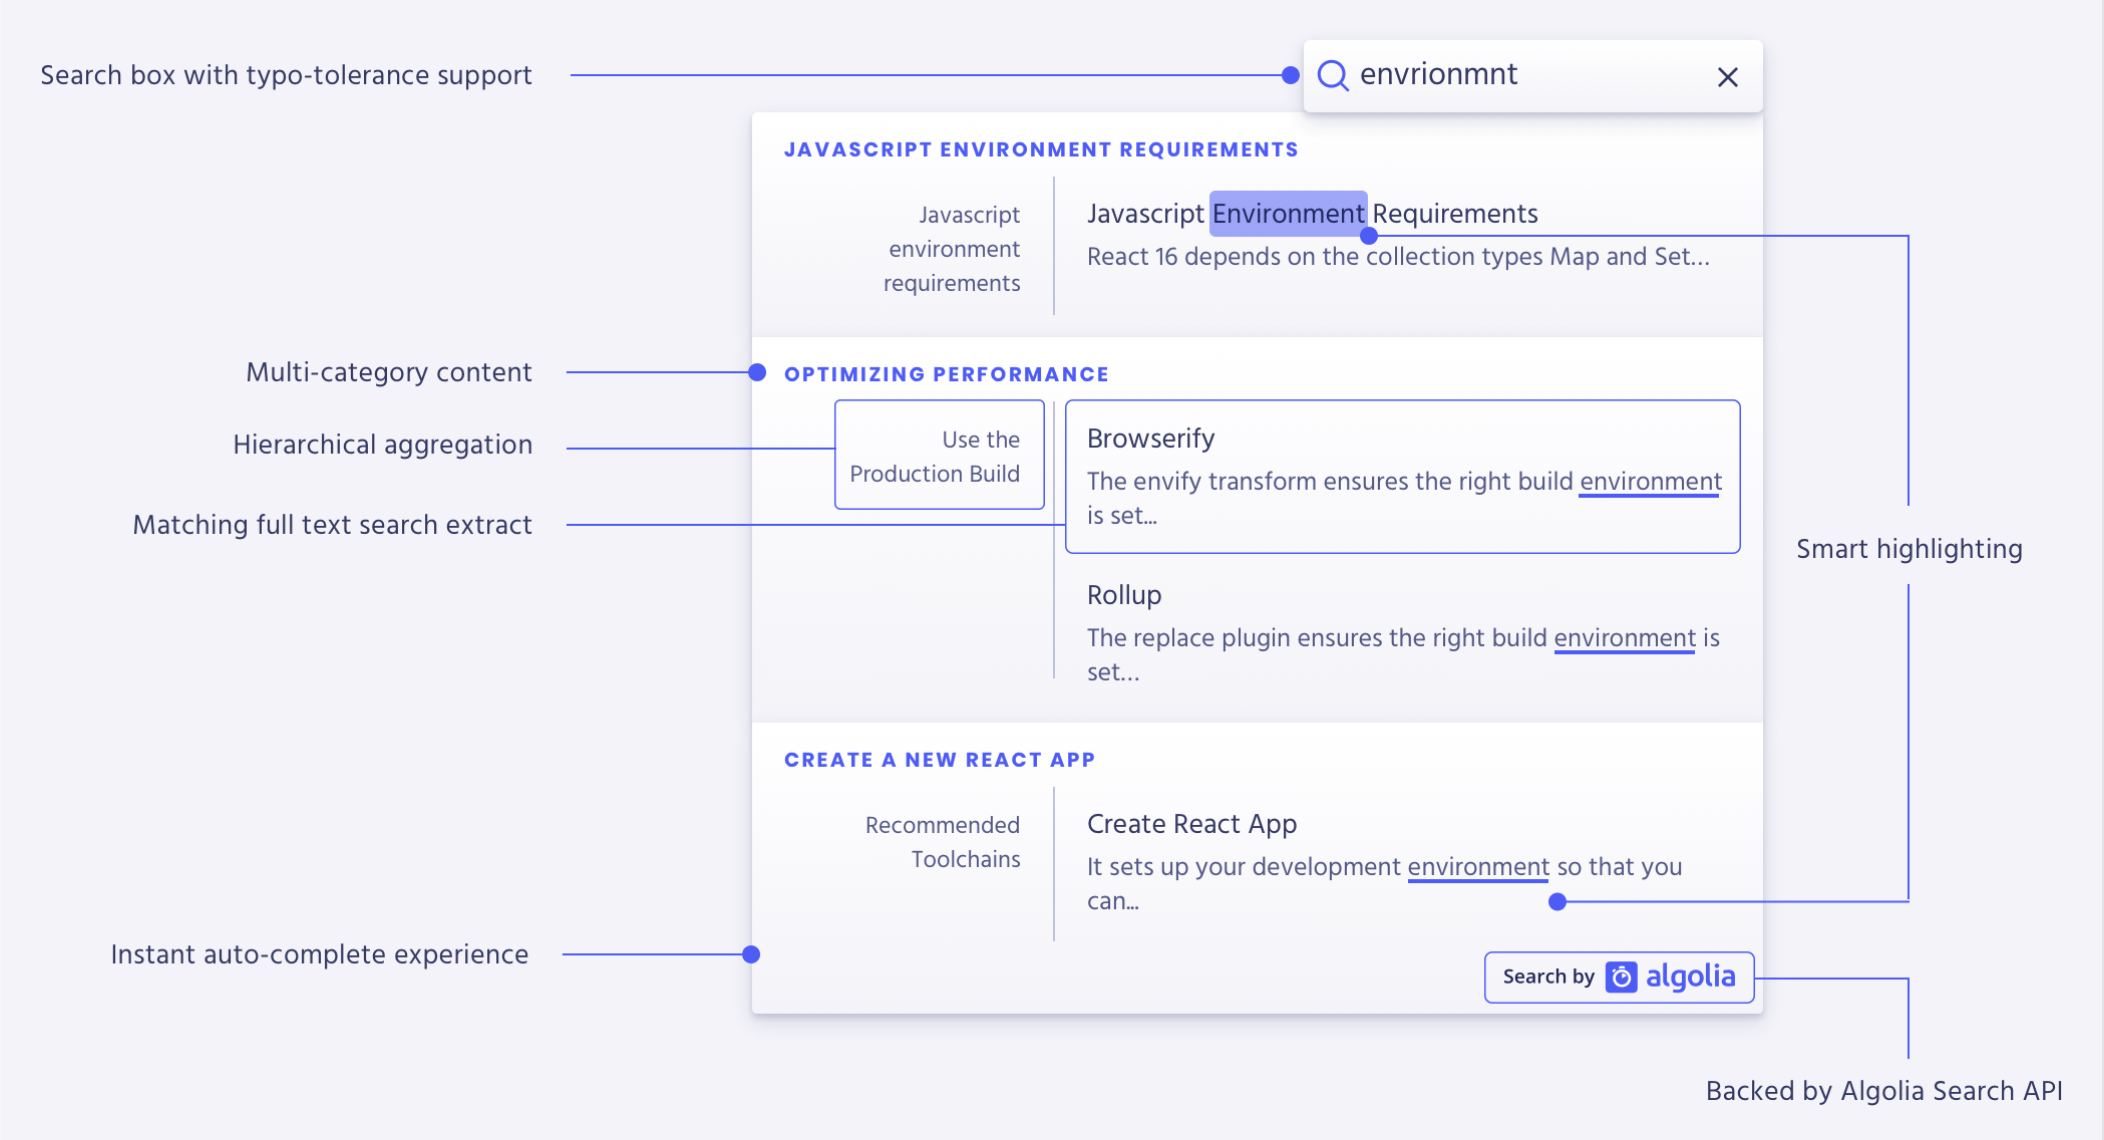 Search box with typo-tolerance support
envrionmnt
JAVASCRIPT ENVIRONMENT REQUIREMENTS
Javascript
environment
requirements
Javascript Environment Requirements
React 16 depends on the collection types Map and Set...
Multi-category content
OPTIMIZING PERFORMANCE
Hierarchical aggregation
Use the
Production Build
Matching full text search extract
Browserify
The envify transform ensures the right build environment
is set...
Smart highlighting
Rollup
The replace plugin ensures the right build environment is
set...
CREATE A NEW REACT APP
Recommended
Toolchains
Create React App
It sets up your development environment so that you
can...
Instant auto-complete experience
Search by algolia
Backed by Algolia Search API